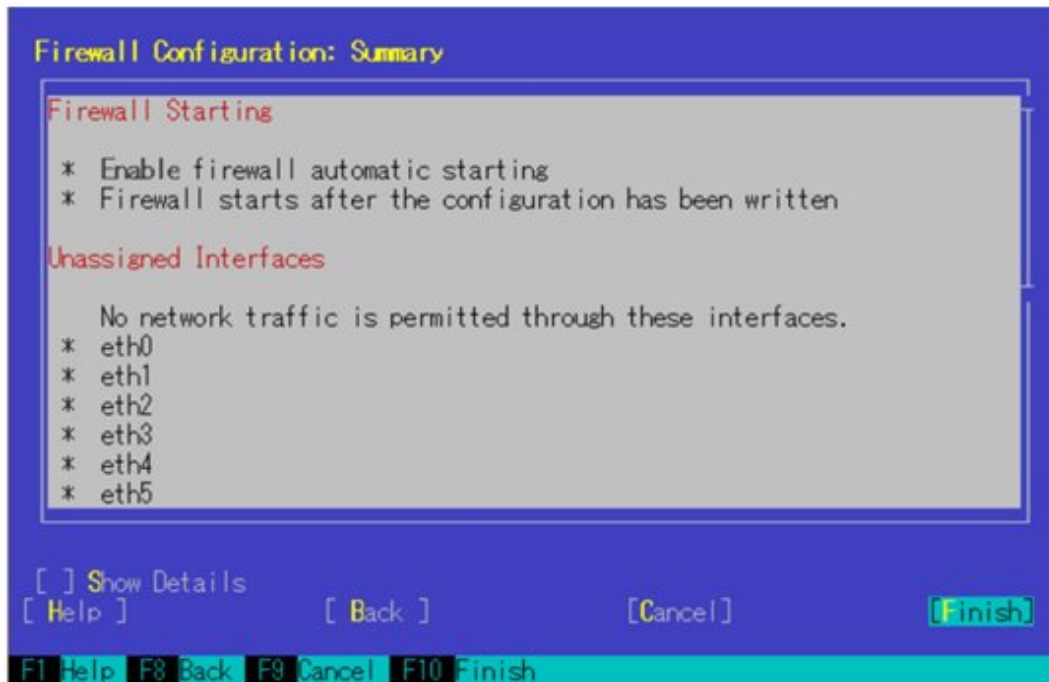 Firewall Configuration: Summary
Firewall Starting
* Enable firewall automatic starting
* Firewall starts after the configuration has been written
Unassigned Interfaces
No network traffic is permitted through these interfaces.
* eth0
* eth1
* eth2
* eth3
* eth4
* eth5
[ ] Show Details
[ Help ] [ Back ] [Cancel] [Finish]
F1 Help F8 Back F9 Cancel F10 Finish